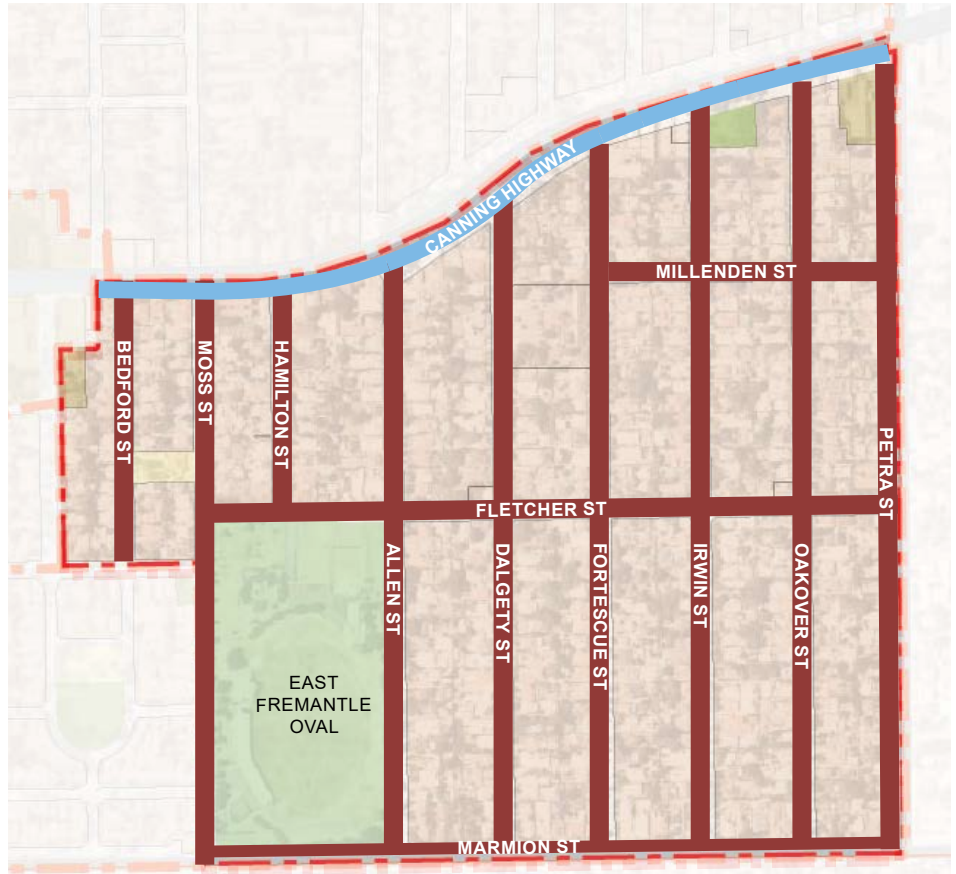 CANNING HIGHWAY
MILLENDEN ST
BEDFORD ST
MOSS ST
HAMILTON ST
PETRA ST
FLETCHER ST
ALLEN ST
DALGETY ST
FORTESCUE ST
IRWIN ST
OAKOVER ST
EAST
FREMANTLE
OVAL
MARMION ST